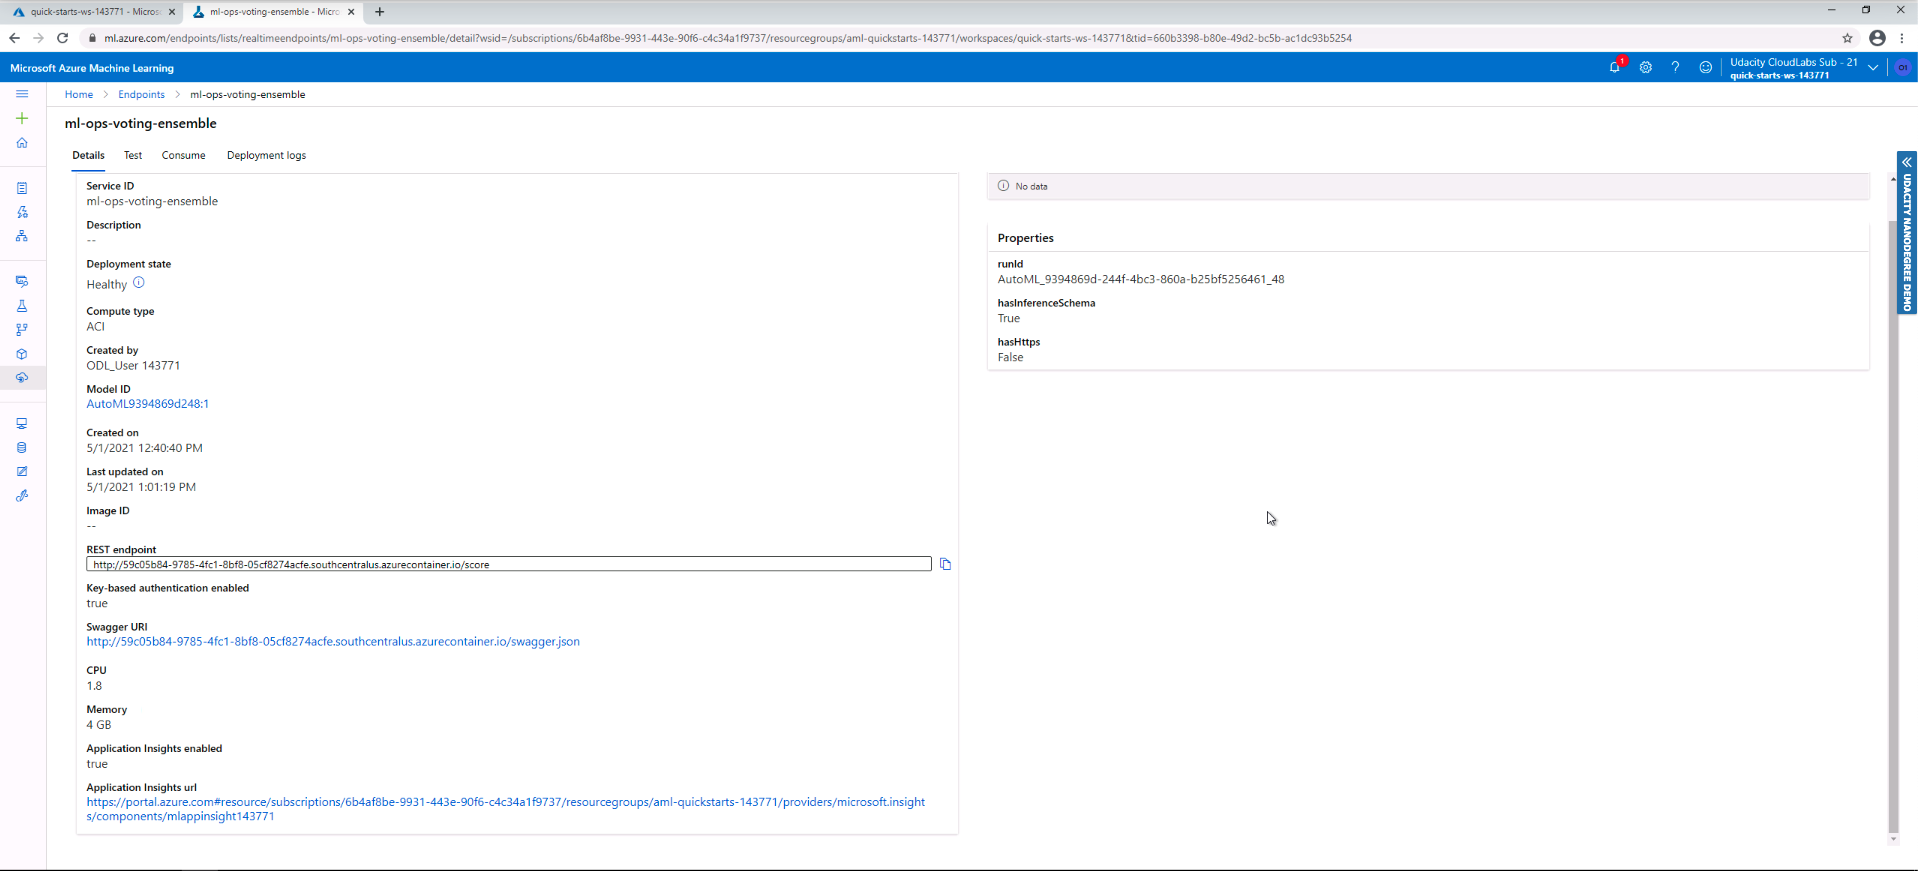 quick-starts-ws-143771 - Micros
ml-ops-voting-ensemble - Micro
ml.azure.com/endpoints/lists/realtimeendpoints/ml-ops-voting-ensemble/detail?wsid=/subscriptions/6b4af8be-9931-443e-90f6-c4c34a1f9737/resourcegroups/aml-quickstarts-143771/workspaces/quick-starts-ws-143771&tid=660b3398-b80e-49d2-bc5b-ac1dc93b5254
Microsoft Azure Machine Learning
1
Udacity CloudLabs Sub - 21
quick-starts-ws-143771
Home > Endpoints > ml-ops-voting-ensemble
ml-ops-voting-ensemble
Details Test Consume Deployment logs
Service ID
ml-ops-voting-ensemble
Description
--
Deployment state
Healthy
Compute type
ACI
Created by
ODL_User 143771
Model ID
AutoML9394869d248:1
Created on
5/1/2021 12:40:40 PM
Last updated on
5/1/2021 1:01:19 PM
Image ID
--
REST endpoint
http://59c05b84-9785-4fc1-8bf8-05cf8274acfe.southcentralus.azurecontainer.io/score
Key-based authentication enabled
true
Swagger URI
http://59c05b84-9785-4fc1-8bf8-05cf8274acfe.southcentralus.azurecontainer.io/swagger.json
CPU
1.8
Memory
4 GB
Application Insights enabled
true
Application Insights url
https://portal.azure.com#resource/subscriptions/6b4af8be-9931-443e-90f6-c4c34a1f9737/resourcegroups/aml-quickstarts-143771/providers/microsoft.insight
s/components/mlappinsight143771
No data
Properties
runId
AutoML_9394869d-244f-4bc3-860a-b25bf5256461_48
hasInferenceSchema
True
hasHttps
False
UDACITY NANODEGREE DEMO